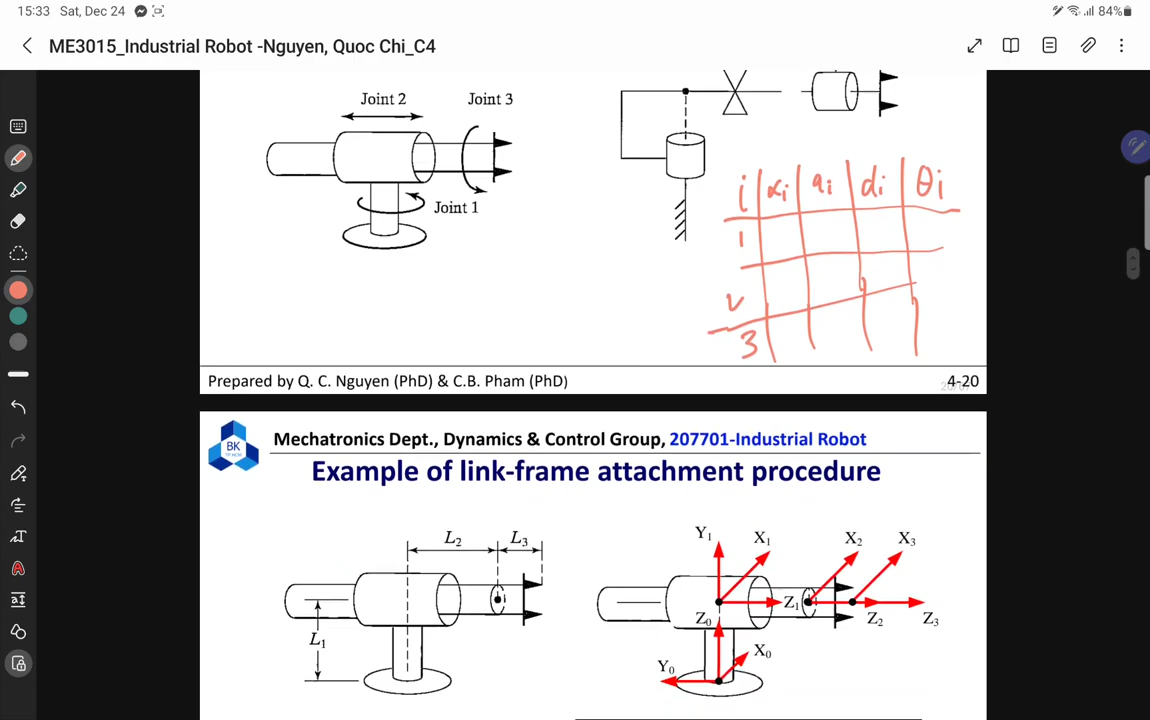 15:33 Sat, Dec 24 84%
ME3015_Industrial Robot -Nguyen, Quoc Chi_C4
Joint 2 Joint 3
Joint 1
i αi ai di θi
1
2
3
Prepared by Q. C. Nguyen (PhD) & C.B. Pham (PhD) 4-20
BK
Mechatronics Dept., Dynamics & Control Group, 207701-Industrial Robot
Example of link-frame attachment procedure
L2 L3
L1
Y1 X1 X2 X3
Z1
Z0 Z2 Z3
X0
Y0